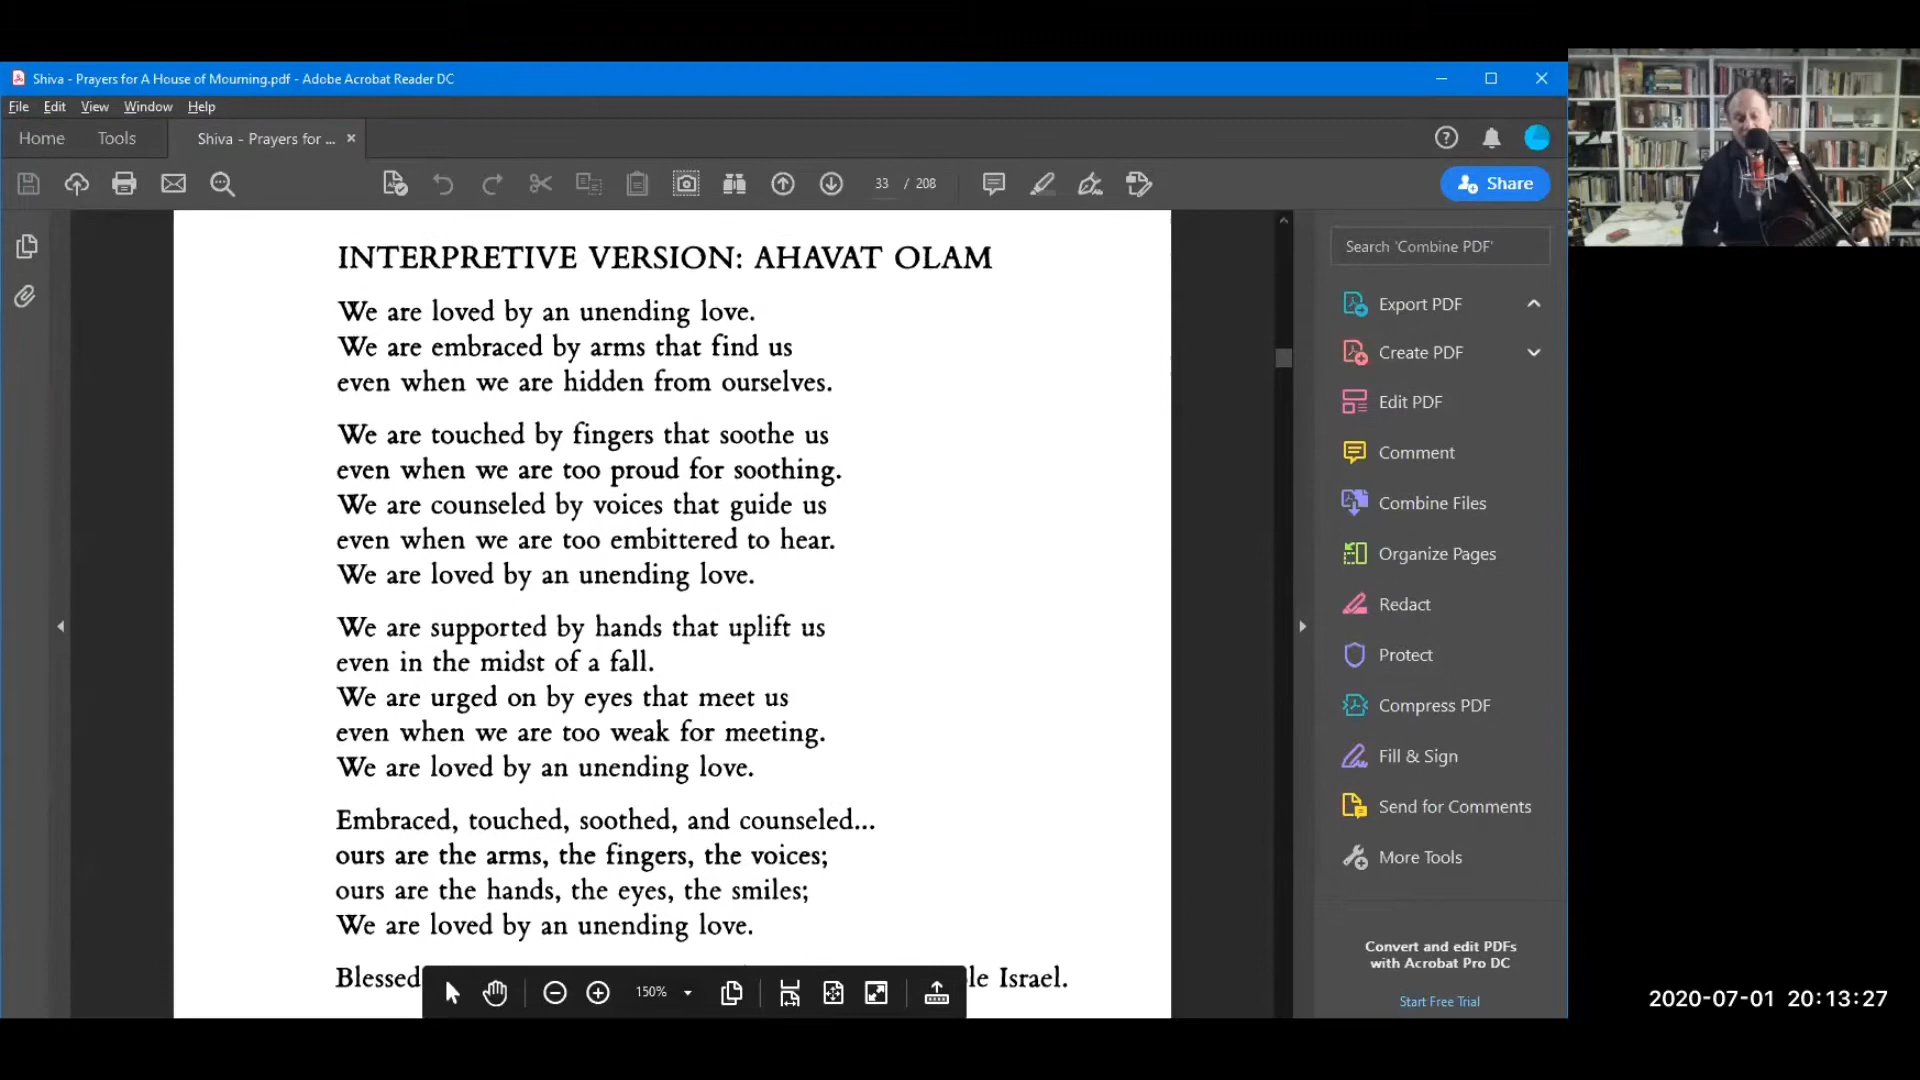 Shiva - Prayers for A House of Mourning.pdf - Adobe Acrobat Reader DC
File Edit View Window Help
Home Tools Shiva - Prayers for ... ×
33 / 208
Share
INTERPRETIVE VERSION: AHAVAT OLAM
We are loved by an unending love.
We are embraced by arms that find us
even when we are hidden from ourselves.
We are touched by fingers that soothe us
even when we are too proud for soothing.
We are counseled by voices that guide us
even when we are too embittered to hear.
We are loved by an unending love.
We are supported by hands that uplift us
even in the midst of a fall.
We are urged on by eyes that meet us
even when we are too weak for meeting.
We are loved by an unending love.
Embraced, touched, soothed, and counseled...
ours are the arms, the fingers, the voices;
ours are the hands, the eyes, the smiles;
We are loved by an unending love.
Blessed le Israel.
150%
Search 'Combine PDF'
Export PDF
Create PDF
Edit PDF
Comment
Combine Files
Organize Pages
Redact
Protect
Compress PDF
Fill & Sign
Send for Comments
More Tools
Convert and edit PDFs
with Acrobat Pro DC
Start Free Trial
2020-07-01 20:13:27